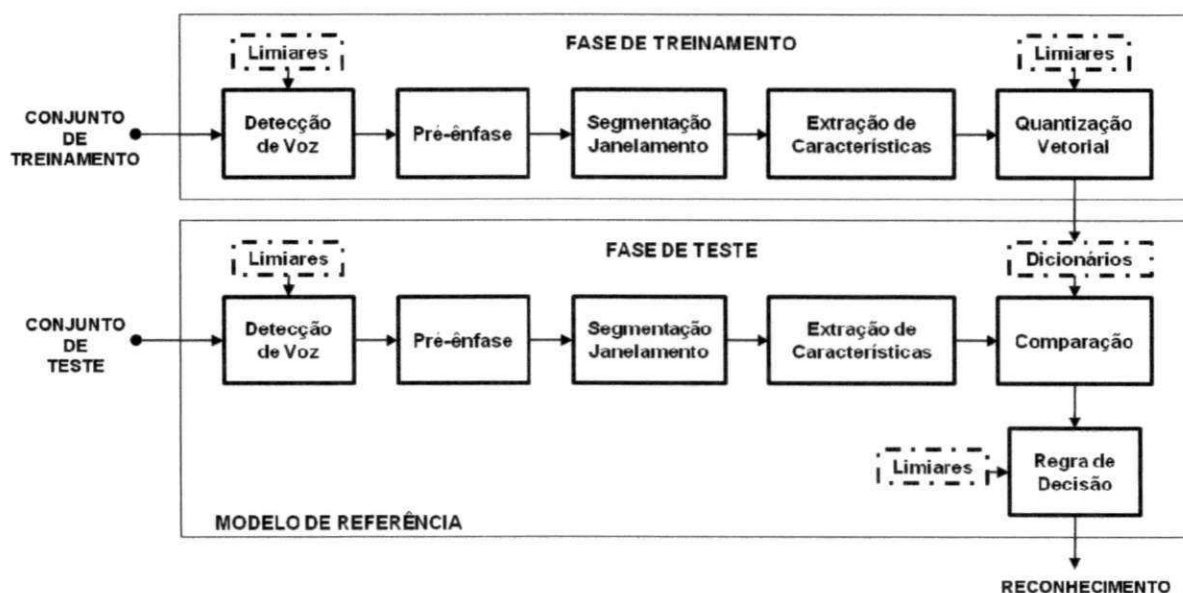 FASE DE TREINAMENTO
Limiares
Limiares
CONJUNTO
DE
TREINAMENTO
Detecção
de Voz
Pré-ênfase
Segmentação
Janelamento
Extração de
Características
Quantização
Vetorial
FASE DE TESTE
Limiares
Dicionários
CONJUNTO
DE
TESTE
Detecção
de Voz
Pré-ênfase
Segmentação
Janelamento
Extração de
Características
Comparação
Limiares
Regra de
Decisão
MODELO DE REFERÊNCIA
RECONHECIMENTO